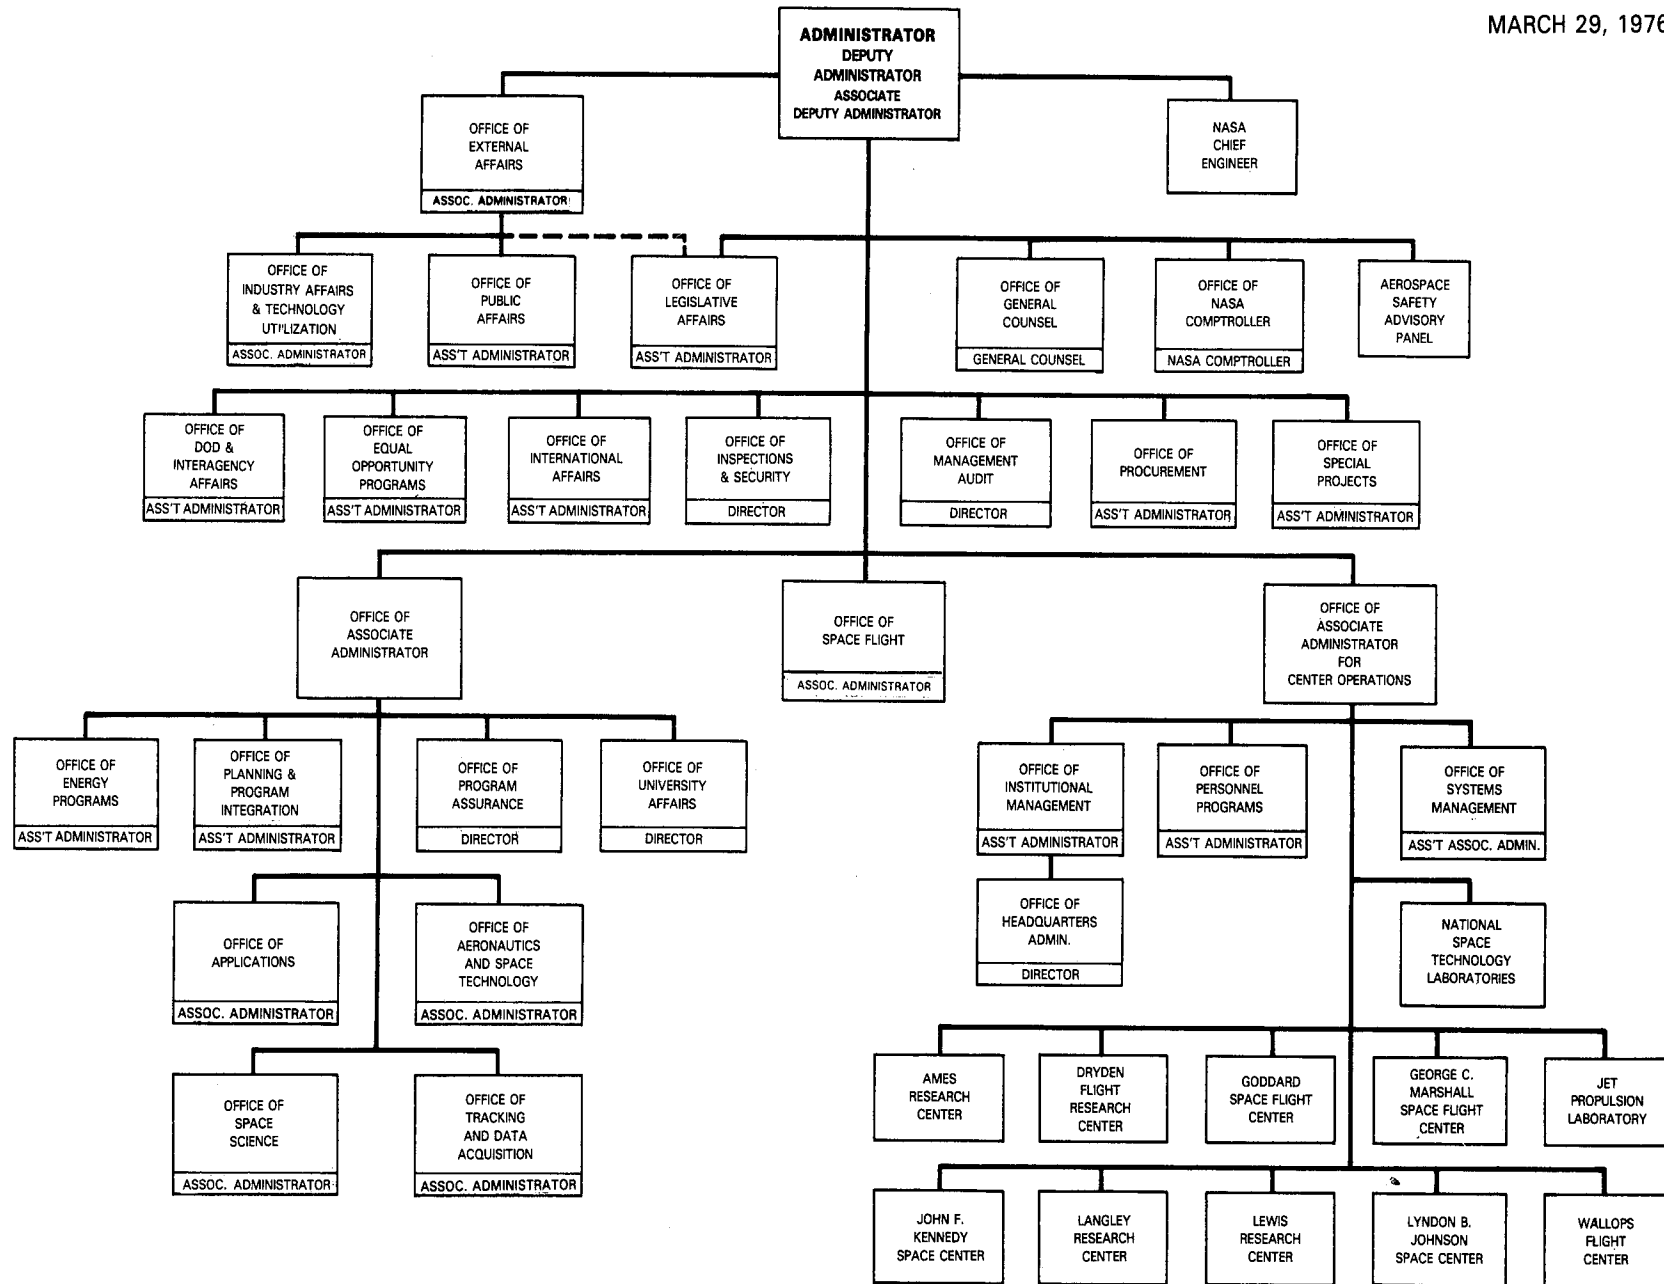 MARCH 29, 1976
ADMINISTRATOR
DEPUTY
ADMINISTRATOR
ASSOCIATE
DEPUTY ADMINISTRATOR
OFFICE OF
EXTERNAL
AFFAIRS
ASSOC. ADMINISTRATOR
NASA
CHIEF
ENGINEER
OFFICE OF
INDUSTRY AFFAIRS
& TECHNOLOGY
UTILIZATION
ASSOC. ADMINISTRATOR
OFFICE OF
PUBLIC
AFFAIRS
ASS'T ADMINISTRATOR
OFFICE OF
LEGISLATIVE
AFFAIRS
ASS'T ADMINISTRATOR
OFFICE OF
GENERAL
COUNSEL
GENERAL COUNSEL
OFFICE OF
NASA
COMPTROLLER
NASA COMPTROLLER
AEROSPACE
SAFETY
ADVISORY
PANEL
OFFICE OF
DOD &
INTERAGENCY
AFFAIRS
ASS'T ADMINISTRATOR
OFFICE OF
EQUAL
OPPORTUNITY
PROGRAMS
ASS'T ADMINISTRATOR
OFFICE OF
INTERNATIONAL
AFFAIRS
ASS'T ADMINISTRATOR
OFFICE OF
INSPECTIONS
& SECURITY
DIRECTOR
OFFICE OF
MANAGEMENT
AUDIT
DIRECTOR
OFFICE OF
PROCUREMENT
ASS'T ADMINISTRATOR
OFFICE OF
SPECIAL
PROJECTS
ASS'T ADMINISTRATOR
OFFICE OF
ASSOCIATE
ADMINISTRATOR
OFFICE OF
SPACE FLIGHT
ASSOC. ADMINISTRATOR
OFFICE OF
ASSOCIATE
ADMINISTRATOR
FOR
CENTER OPERATIONS
OFFICE OF
ENERGY
PROGRAMS
ASS'T ADMINISTRATOR
OFFICE OF
PLANNING &
PROGRAM
INTEGRATION
ASS'T ADMINISTRATOR
OFFICE OF
PROGRAM
ASSURANCE
DIRECTOR
OFFICE OF
UNIVERSITY
AFFAIRS
DIRECTOR
OFFICE OF
INSTITUTIONAL
MANAGEMENT
ASS'T ADMINISTRATOR
OFFICE OF
PERSONNEL
PROGRAMS
ASS'T ADMINISTRATOR
OFFICE OF
SYSTEMS
MANAGEMENT
ASS'T ASSOC. ADMIN.
OFFICE OF
APPLICATIONS
ASSOC. ADMINISTRATOR
OFFICE OF
AERONAUTICS
AND SPACE
TECHNOLOGY
ASSOC. ADMINISTRATOR
OFFICE OF
HEADQUARTERS
ADMIN.
DIRECTOR
NATIONAL
SPACE
TECHNOLOGY
LABORATORIES
OFFICE OF
SPACE
SCIENCE
ASSOC. ADMINISTRATOR
OFFICE OF
TRACKING
AND DATA
ACQUISITION
ASSOC. ADMINISTRATOR
AMES
RESEARCH
CENTER
DRYDEN
FLIGHT
RESEARCH
CENTER
GODDARD
SPACE FLIGHT
CENTER
GEORGE C.
MARSHALL
SPACE FLIGHT
CENTER
JET
PROPULSION
LABORATORY
JOHN F.
KENNEDY
SPACE CENTER
LANGLEY
RESEARCH
CENTER
LEWIS
RESEARCH
CENTER
LYNDON B.
JOHNSON
SPACE CENTER
WALLOPS
FLIGHT
CENTER